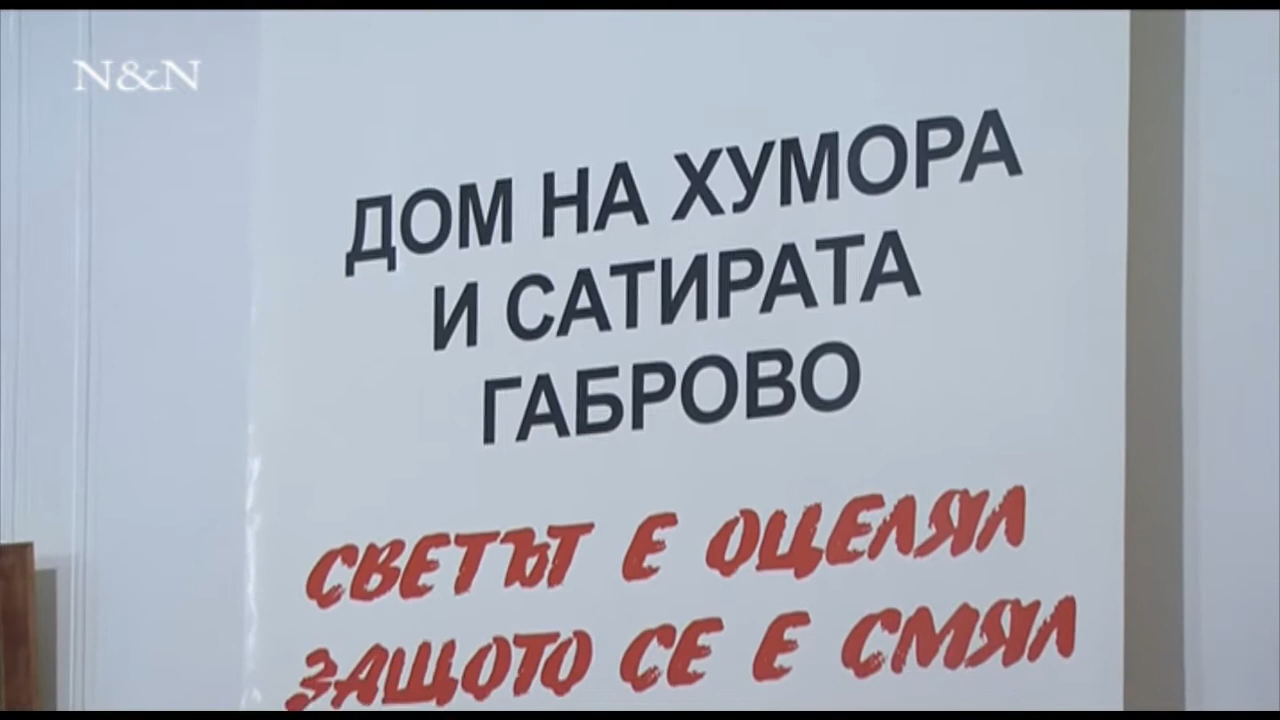 N&N
ДОМ НА ХУМОРА
И САТИРАТА
ГАБРОВО
СВЕТЪТ Е ОЦЕЛЯЛ
ЗАЩОТО СЕ Е СМЯЛ